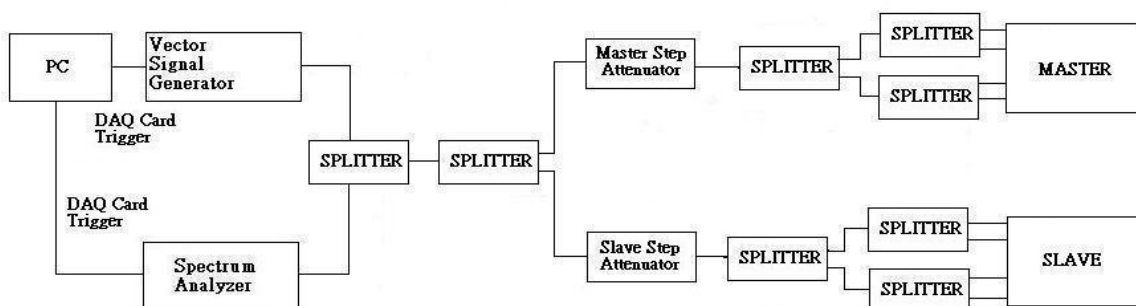 PC
Vector
Signal
Generator
DAQ Card
Trigger
DAQ Card
Trigger
Spectrum
Analyzer
SPLITTER
SPLITTER
Master Step
Attenuator
SPLITTER
SPLITTER
SPLITTER
MASTER
Slave Step
Attenuator
SPLITTER
SPLITTER
SPLITTER
SLAVE